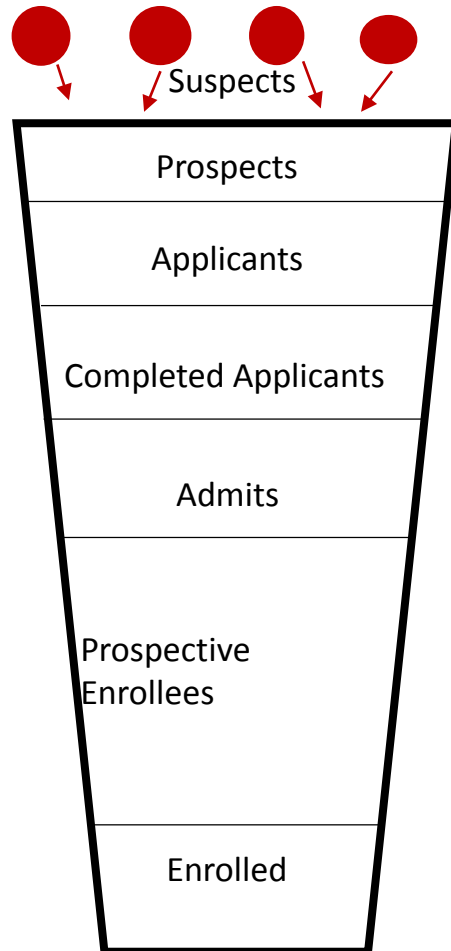 Suspects
Prospects
Applicants
Completed Applicants
Admits
Prospective
Enrollees
Enrolled